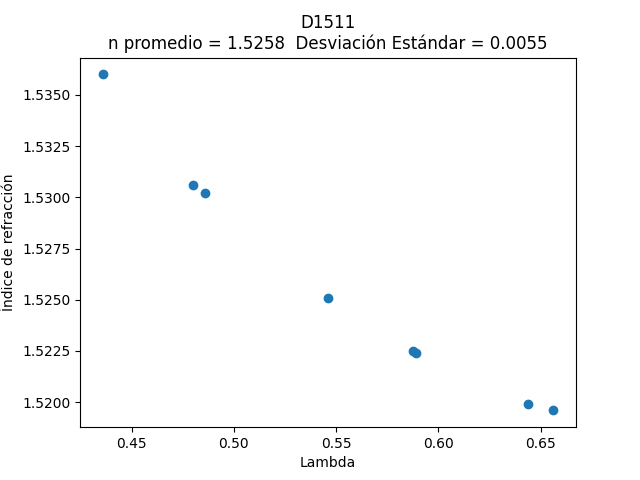 D1511
n promedio = 1.5258  Desviación Estándar = 0.0055
1.5350
1.5325
1.5300
1.5275
1.5250
1.5225
1.5200
Índice de refracción
0.45 0.50 0.55 0.60 0.65
Lambda